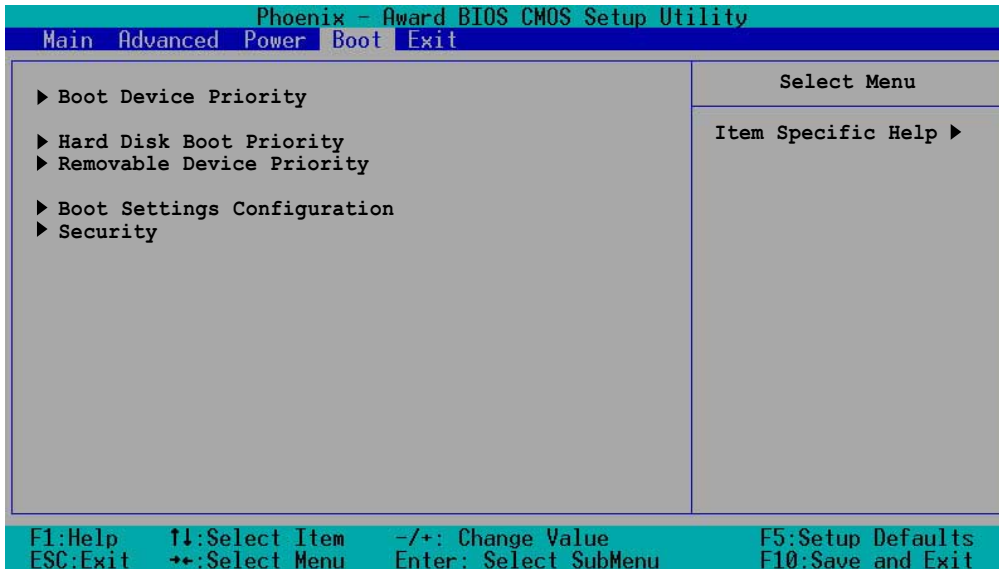 Phoenix - Award BIOS CMOS Setup Utility
Main Advanced Power Boot Exit
▶ Boot Device Priority
▶ Hard Disk Boot Priority
▶ Removable Device Priority
▶ Boot Settings Configuration
▶ Security
Select Menu
Item Specific Help ▶
F1:Help ↑↓:Select Item -/+: Change Value F5:Setup Defaults
ESC:Exit →←:Select Menu Enter: Select SubMenu F10:Save and Exit